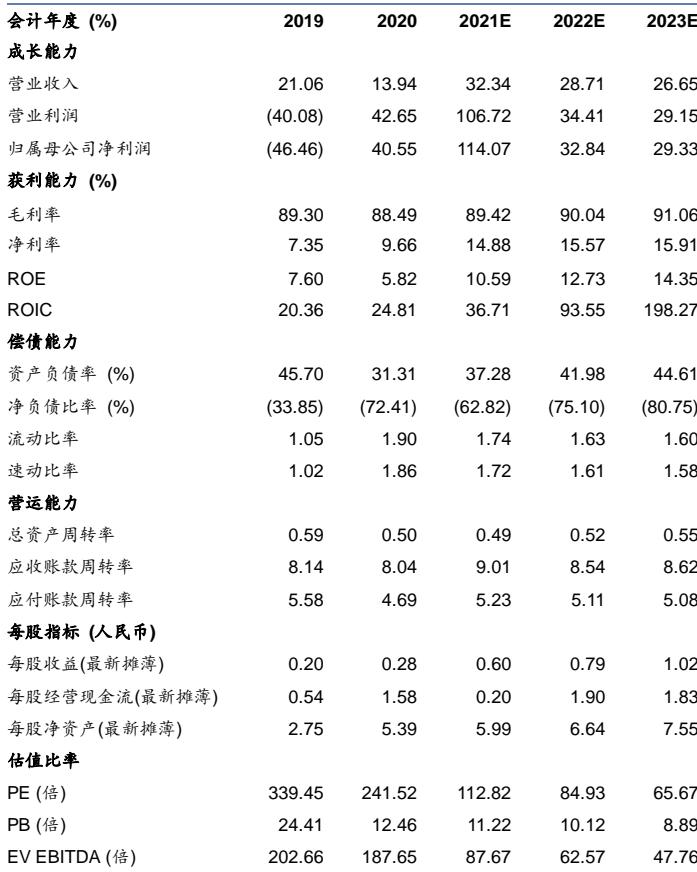 会计年度 (%) 2019 2020 2021E 2022E 2023E
成长能力
营业收入 21.06 13.94 32.34 28.71 26.65
营业利润 (40.08) 42.65 106.72 34.41 29.15
归属母公司净利润 (46.46) 40.55 114.07 32.84 29.33
获利能力 (%)
毛利率 89.30 88.49 89.42 90.04 91.06
净利率 7.35 9.66 14.88 15.57 15.91
ROE 7.60 5.82 10.59 12.73 14.35
ROIC 20.36 24.81 36.71 93.55 198.27
偿债能力
资产负债率 (%) 45.70 31.31 37.28 41.98 44.61
净负债比率 (%) (33.85) (72.41) (62.82) (75.10) (80.75)
流动比率 1.05 1.90 1.74 1.63 1.60
速动比率 1.02 1.86 1.72 1.61 1.58
营运能力
总资产周转率 0.59 0.50 0.49 0.52 0.55
应收账款周转率 8.14 8.04 9.01 8.54 8.62
应付账款周转率 5.58 4.69 5.23 5.11 5.08
每股指标 (人民币)
每股收益(最新摊薄) 0.20 0.28 0.60 0.79 1.02
每股经营现金流(最新摊薄) 0.54 1.58 0.20 1.90 1.83
每股净资产(最新摊薄) 2.75 5.39 5.99 6.64 7.55
估值比率
PE (倍) 339.45 241.52 112.82 84.93 65.67
PB (倍) 24.41 12.46 11.22 10.12 8.89
EV EBITDA (倍) 202.66 187.65 87.67 62.57 47.76